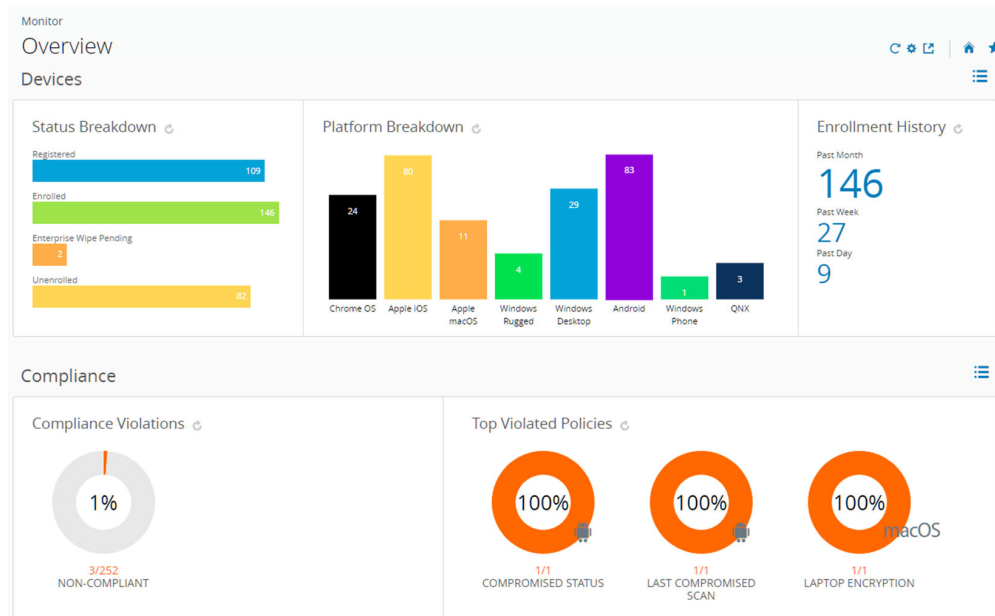 Monitor
Overview
Devices
Status Breakdown
Registered
109
Enrolled
146
Enterprise Wipe Pending
2
Unenrolled
82
Platform Breakdown
24
80
11
4
29
83
1
3
Chrome OS
Apple iOS
Apple
macOS
Windows
Rugged
Windows
Desktop
Android
Windows
Phone
QNX
Enrollment History
Past Month
146
Past Week
27
Past Day
9
Compliance
Compliance Violations
1%
3/252
NON-COMPLIANT
Top Violated Policies
100%
1/1
COMPROMISED STATUS
100%
1/1
LAST COMPROMISED
SCAN
100%
macOS
1/1
LAPTOP ENCRYPTION